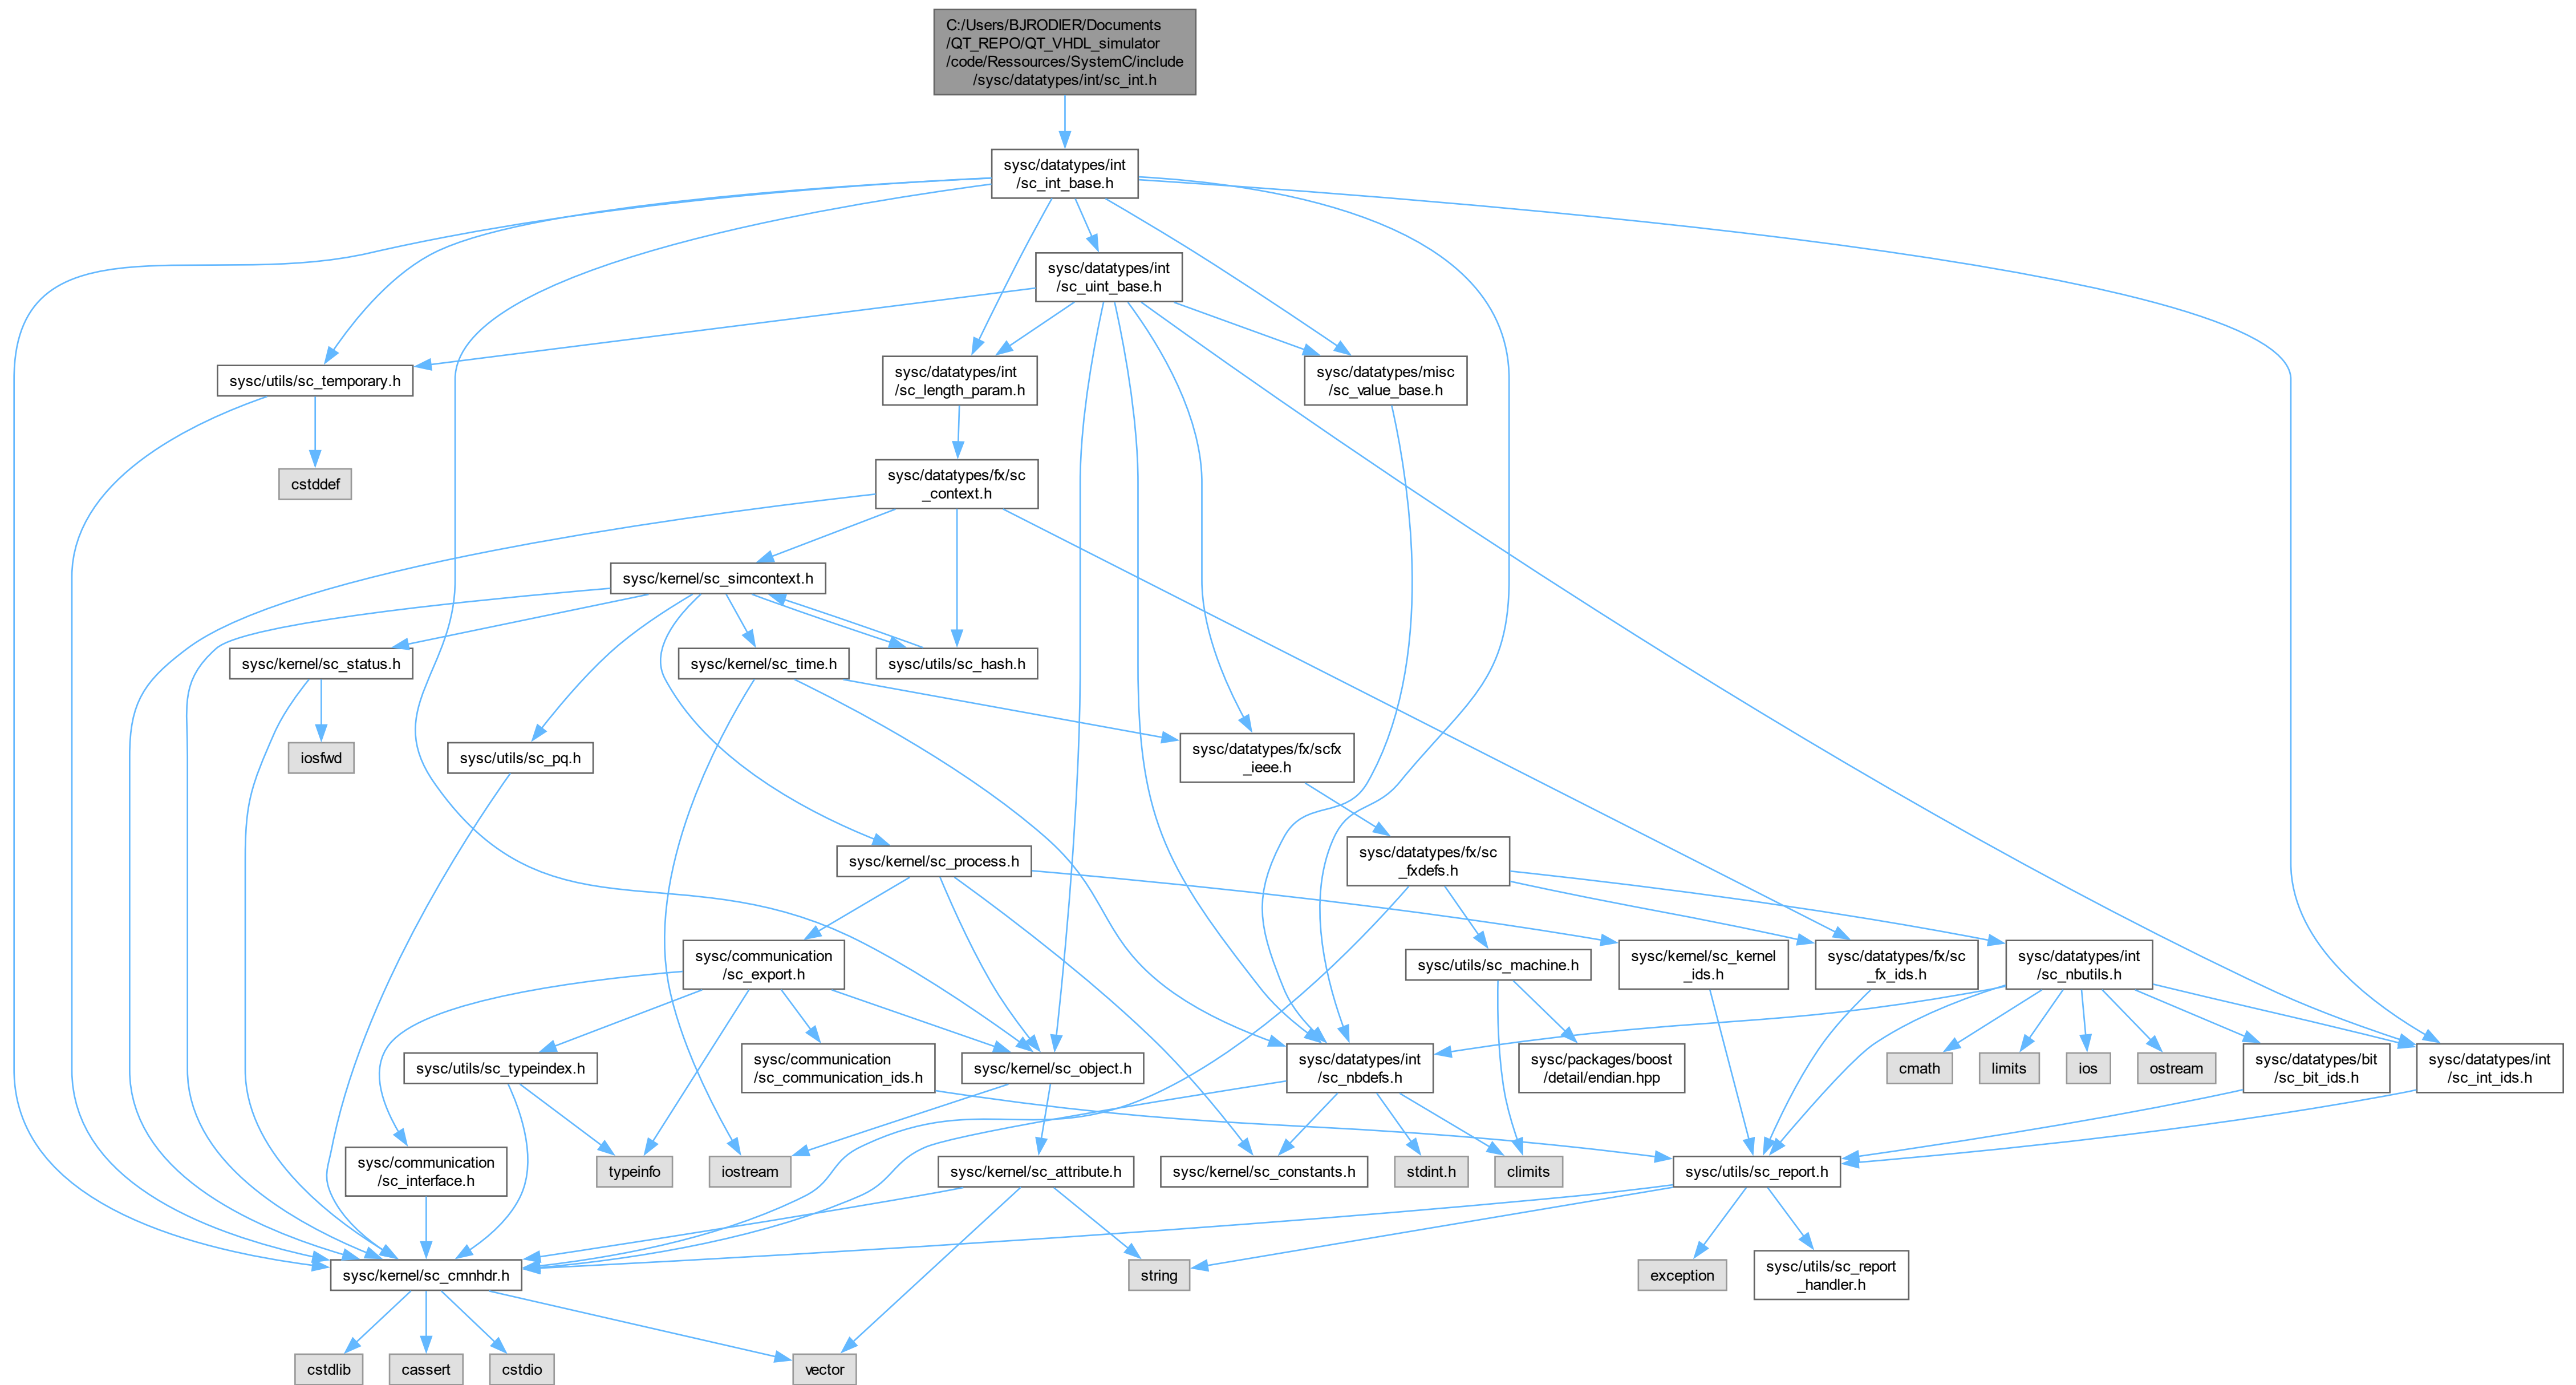 C:/Users/BJRODIER/Documents
/QT_REPO/QT_VHDL_simulator
/code/Ressources/SystemC/include
/sysc/datatypes/int/sc_int.h
sysc/datatypes/int
/sc_int_base.h
sysc/datatypes/int
/sc_uint_base.h
sysc/utils/sc_temporary.h
sysc/datatypes/int
/sc_length_param.h
sysc/datatypes/misc
/sc_value_base.h
cstddef
sysc/datatypes/fx/sc
_context.h
sysc/kernel/sc_simcontext.h
sysc/kernel/sc_status.h
sysc/kernel/sc_time.h
sysc/utils/sc_hash.h
iosfwd
sysc/utils/sc_pq.h
sysc/datatypes/fx/scfx
_ieee.h
sysc/kernel/sc_process.h
sysc/datatypes/fx/sc
_fxdefs.h
sysc/communication
/sc_export.h
sysc/utils/sc_machine.h
sysc/kernel/sc_kernel
_ids.h
sysc/datatypes/fx/sc
_fx_ids.h
sysc/datatypes/int
/sc_nbutils.h
sysc/utils/sc_typeindex.h
sysc/communication
/sc_communication_ids.h
sysc/kernel/sc_object.h
sysc/datatypes/int
/sc_nbdefs.h
sysc/packages/boost
/detail/endian.hpp
cmath
limits
ios
ostream
sysc/datatypes/bit
/sc_bit_ids.h
sysc/datatypes/int
/sc_int_ids.h
sysc/communication
/sc_interface.h
typeinfo
iostream
sysc/kernel/sc_attribute.h
sysc/kernel/sc_constants.h
stdint.h
climits
sysc/utils/sc_report.h
sysc/kernel/sc_cmnhdr.h
string
exception
sysc/utils/sc_report
_handler.h
cstdlib
cassert
cstdio
vector